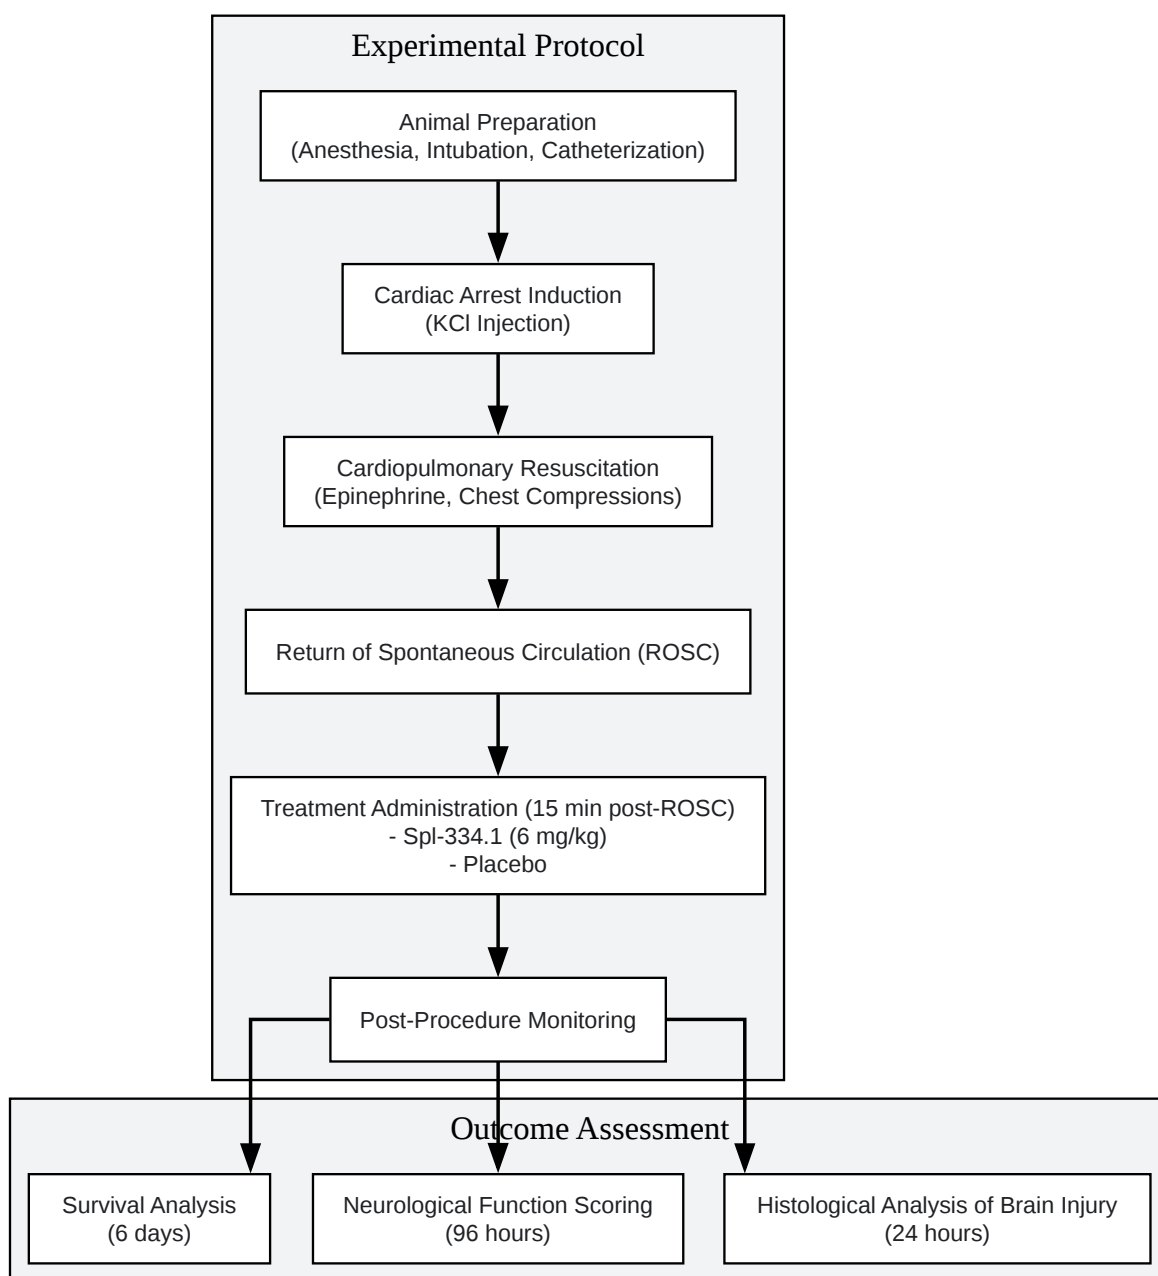 Experimental Protocol
Animal Preparation
(Anesthesia, Intubation, Catheterization)
Cardiac Arrest Induction
(KCl Injection)
Cardiopulmonary Resuscitation
(Epinephrine, Chest Compressions)
Return of Spontaneous Circulation (ROSC)
Treatment Administration (15 min post-ROSC)
- Spl-334.1 (6 mg/kg)
- Placebo
Post-Procedure Monitoring
Outcome Assessment
Survival Analysis
(6 days)
Neurological Function Scoring
(96 hours)
Histological Analysis of Brain Injury
(24 hours)